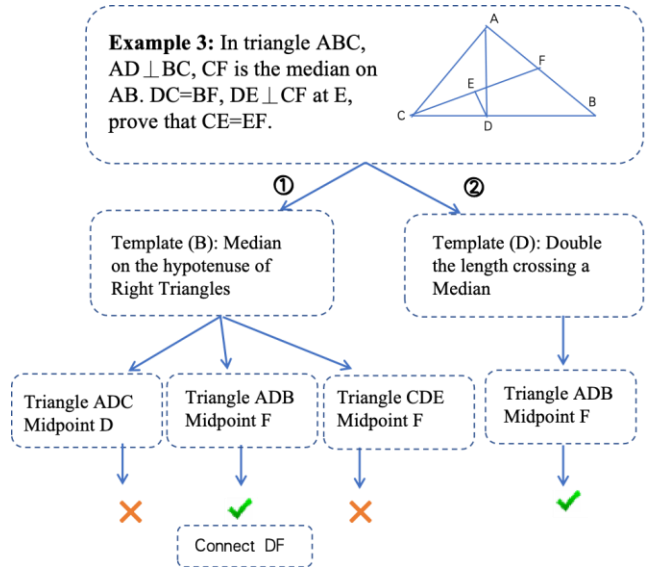 Example 3: In triangle ABC,
AD⊥BC, CF is the median on
AB. DC=BF, DE⊥CF at E,
prove that CE=EF.
A
F
E
B
C
D
①
②
Template (B): Median
on the hypotenuse of
Right Triangles
Template (D): Double
the length crossing a
Median
Triangle ADC
Midpoint D
Triangle ADB
Midpoint F
Triangle CDE
Midpoint F
Triangle ADB
Midpoint F
Connect DF